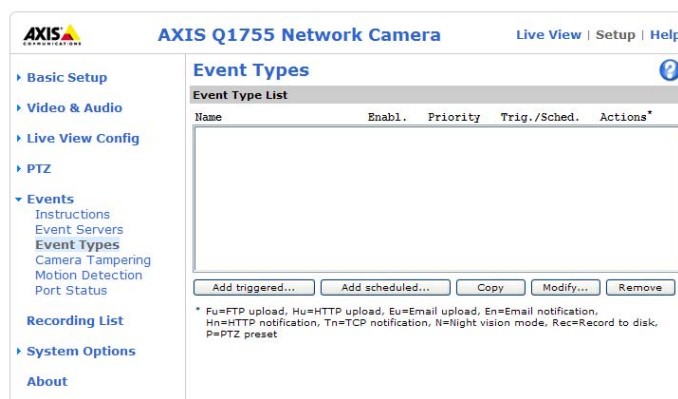 AXIS
COMMUNICATIONS
AXIS Q1755 Network Camera
Live View | Setup | Help
Basic Setup
Video & Audio
Live View Config
PTZ
Events
Instructions
Event Servers
Event Types
Camera Tampering
Motion Detection
Port Status
Recording List
System Options
About
Event Types
?
Event Type List
Name Enabl. Priority Trig./Sched. Actions*
Add triggered... Add scheduled... Copy Modify... Remove
* Fu=FTP upload, Hu=HTTP upload, Eu=Email upload, En=Email notification,
Hn=HTTP notification, Tn=TCP notification, N=Night vision mode, Rec=Record to disk,
P=PTZ preset